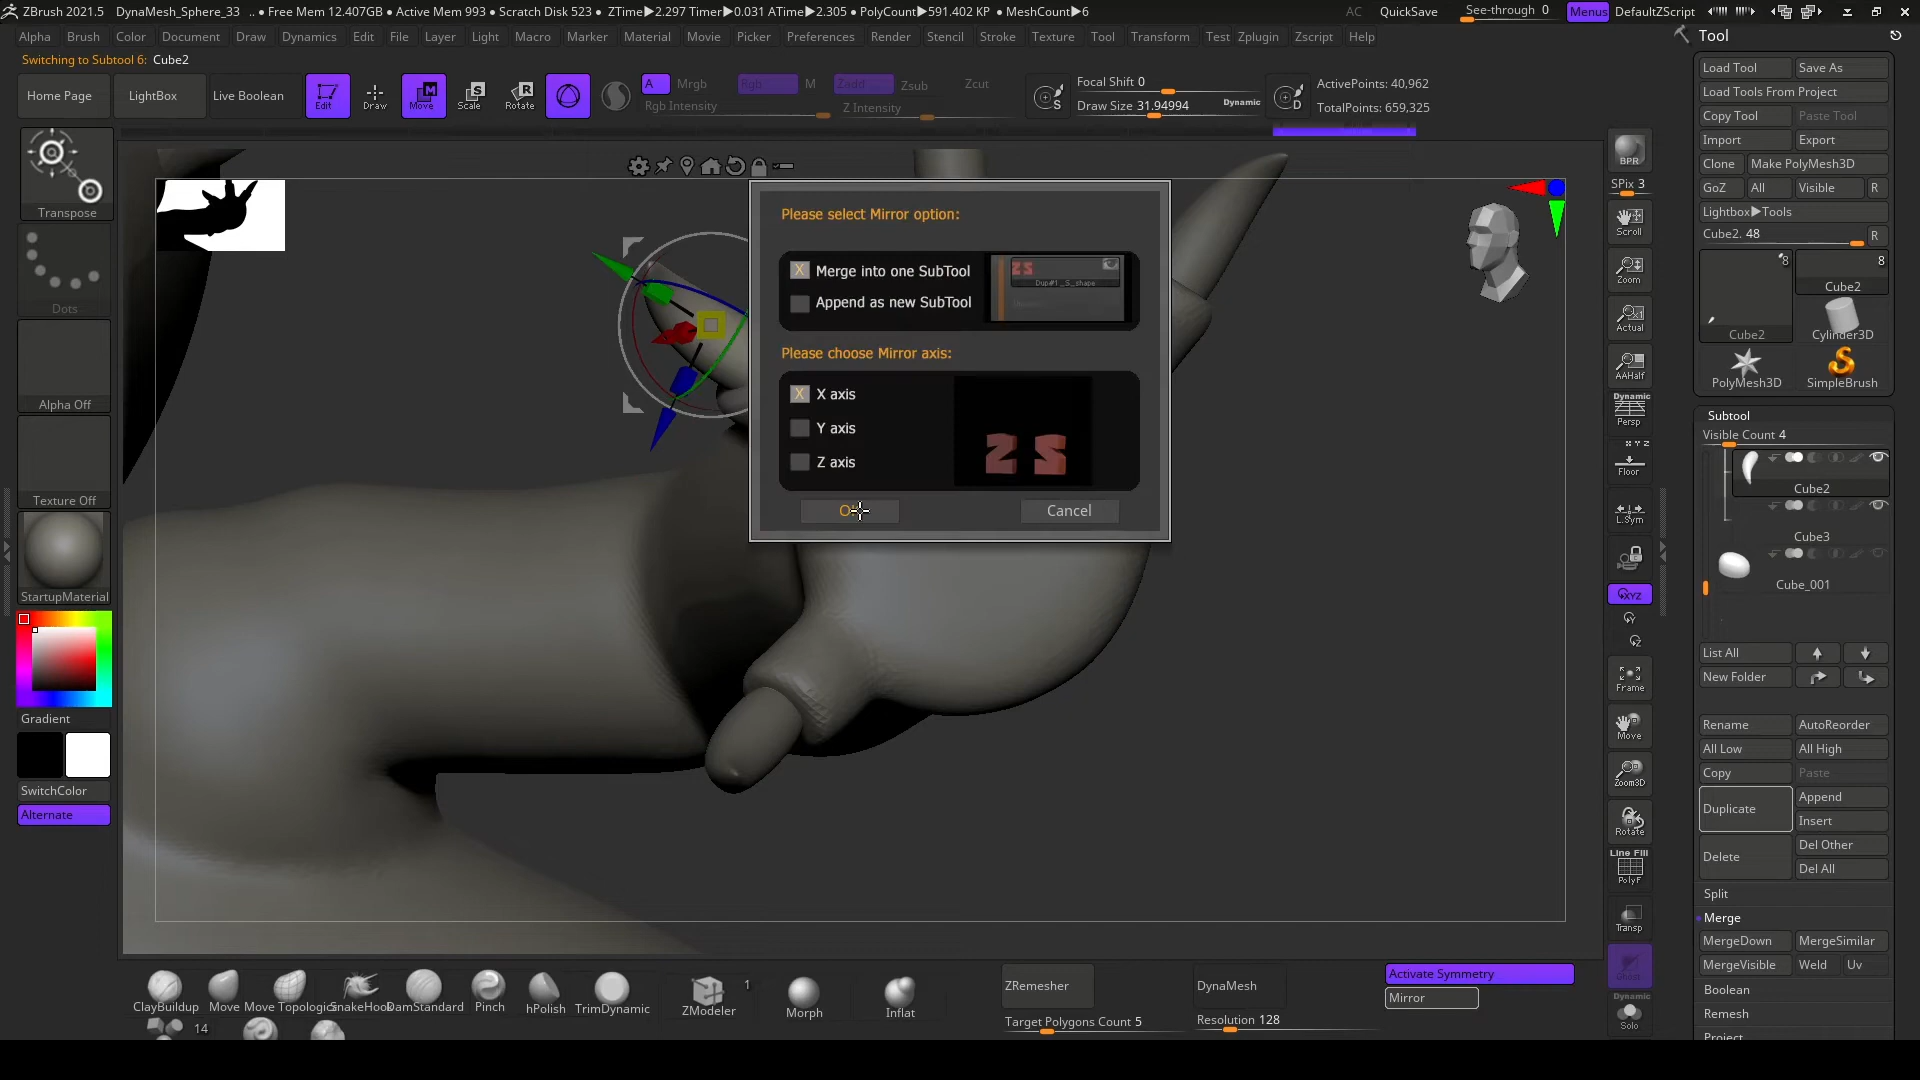 ZBrush 2021.5 DynaMesh_Sphere_33 .. ● Free Mem 12.407GB ● Active Mem 993 ● Scratch Disk 523 ● ZTime▶2.297 Timer▶0.031 ATime▶2.305 ● PolyCount▶591.402 KP ● MeshCount▶6 AC QuickSave See-through 0 Menus DefaultZScript
Alpha Brush Color Document Draw Dynamics Edit File Layer Light Macro Marker Material Movie Picker Preferences Render Stencil Stroke Texture Tool Transform Test Zplugin Zscript Help
Switching to Subtool 6: Cube2
Home Page LightBox Live Boolean Edit Draw Move Scale Rotate
A Mrgb Rgb M Zadd Zsub Zcut
Rgb Intensity Z Intensity
Focal Shift 0
Draw Size 31.94994 Dynamic
S D
ActivePoints: 40,962
TotalPoints: 659,325
Transpose
Dots
Alpha Off
Texture Off
StartupMaterial
Gradient
SwitchColor
Alternate
Please select Mirror option:
X Merge into one SubTool
Append as new SubTool
Dup#1_S_shape
Please choose Mirror axis:
X X axis
Y axis
Z axis
Cancel
BPR
SPix 3
Scroll
Zoom
Actual
AAHalf
Dynamic
Persp
X Y Z
Floor
L.Sym
XYZ
Y
Z
Frame
Move
Zoom3D
Rotate
Line Fill
PolyF
Transp
Ghost
Dynamic
Solo
Tool
Load Tool Save As
Load Tools From Project
Copy Tool Paste Tool
Import Export
Clone Make PolyMesh3D
GoZ All Visible R
Lightbox▶Tools
Cube2. 48 R
8 8
Cube2
Cube2 Cylinder3D
PolyMesh3D SimpleBrush
Subtool
Visible Count 4
Cube2
Cube3
Cube_001
List All
New Folder
Rename AutoReorder
All Low All High
Copy Paste
Duplicate Append
Insert
Delete Del Other
Del All
Split
Merge
MergeDown MergeSimilar
MergeVisible Weld Uv
Boolean
Remesh
Project
ClayBuildup Move Move Topologic SnakeHook DamStandard Pinch hPolish TrimDynamic
14
ZModeler 1
Morph
Inflat
ZRemesher
Target Polygons Count 5
DynaMesh
Resolution 128
Activate Symmetry
Mirror